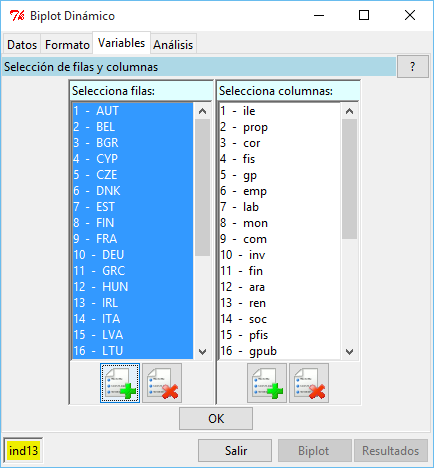 Biplot Dinámico
Datos Formato Variables Análisis
Selección de filas y columnas ?
Selecciona filas:
1 - AUT
2 - BEL
3 - BGR
4 - CYP
5 - CZE
6 - DNK
7 - EST
8 - FIN
9 - FRA
10 - DEU
11 - GRC
12 - HUN
13 - IRL
14 - ITA
15 - LVA
16 - LTU
Selecciona columnas:
1 - ile
2 - prop
3 - cor
4 - fis
5 - gp
6 - emp
7 - lab
8 - mon
9 - com
10 - inv
11 - fin
12 - ara
13 - ren
14 - soc
15 - pfis
16 - gpub
OK
ind13 Salir Biplot Resultados